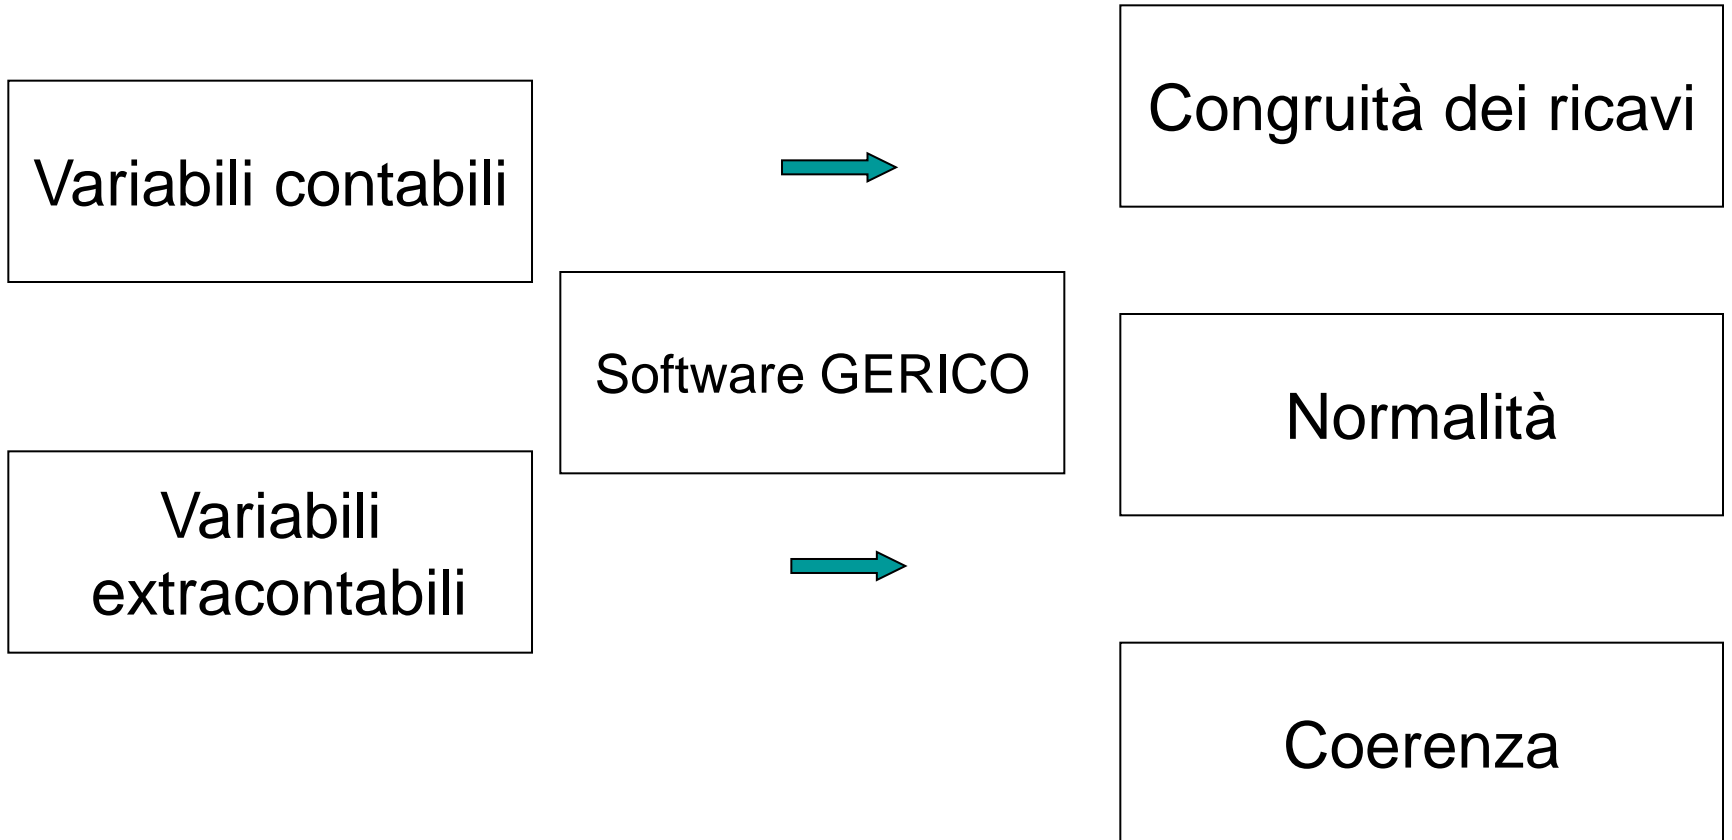 Variabili contabili
Variabili
extracontabili
Software GERICO
Congruità dei ricavi
Normalità
Coerenza